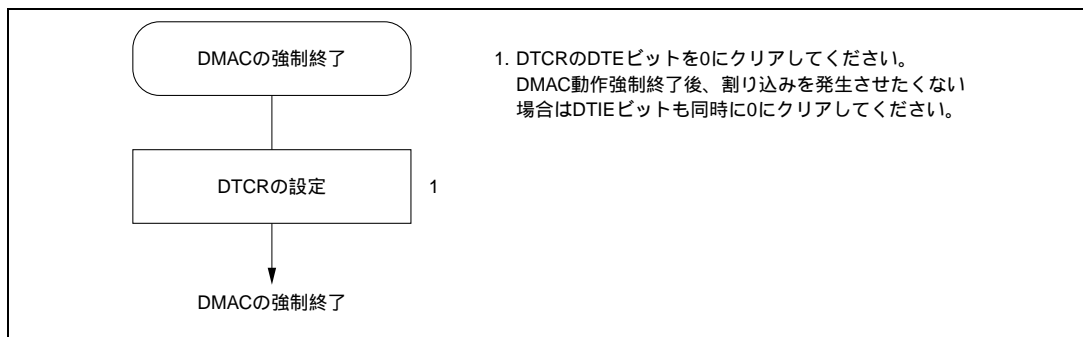 DMACの強制終了
1. DTCRのDTEビットを0にクリアしてください。
DMAC動作強制終了後、割り込みを発生させたくない
場合はDTIEビットも同時に0にクリアしてください。
DTCRの設定
1
DMACの強制終了